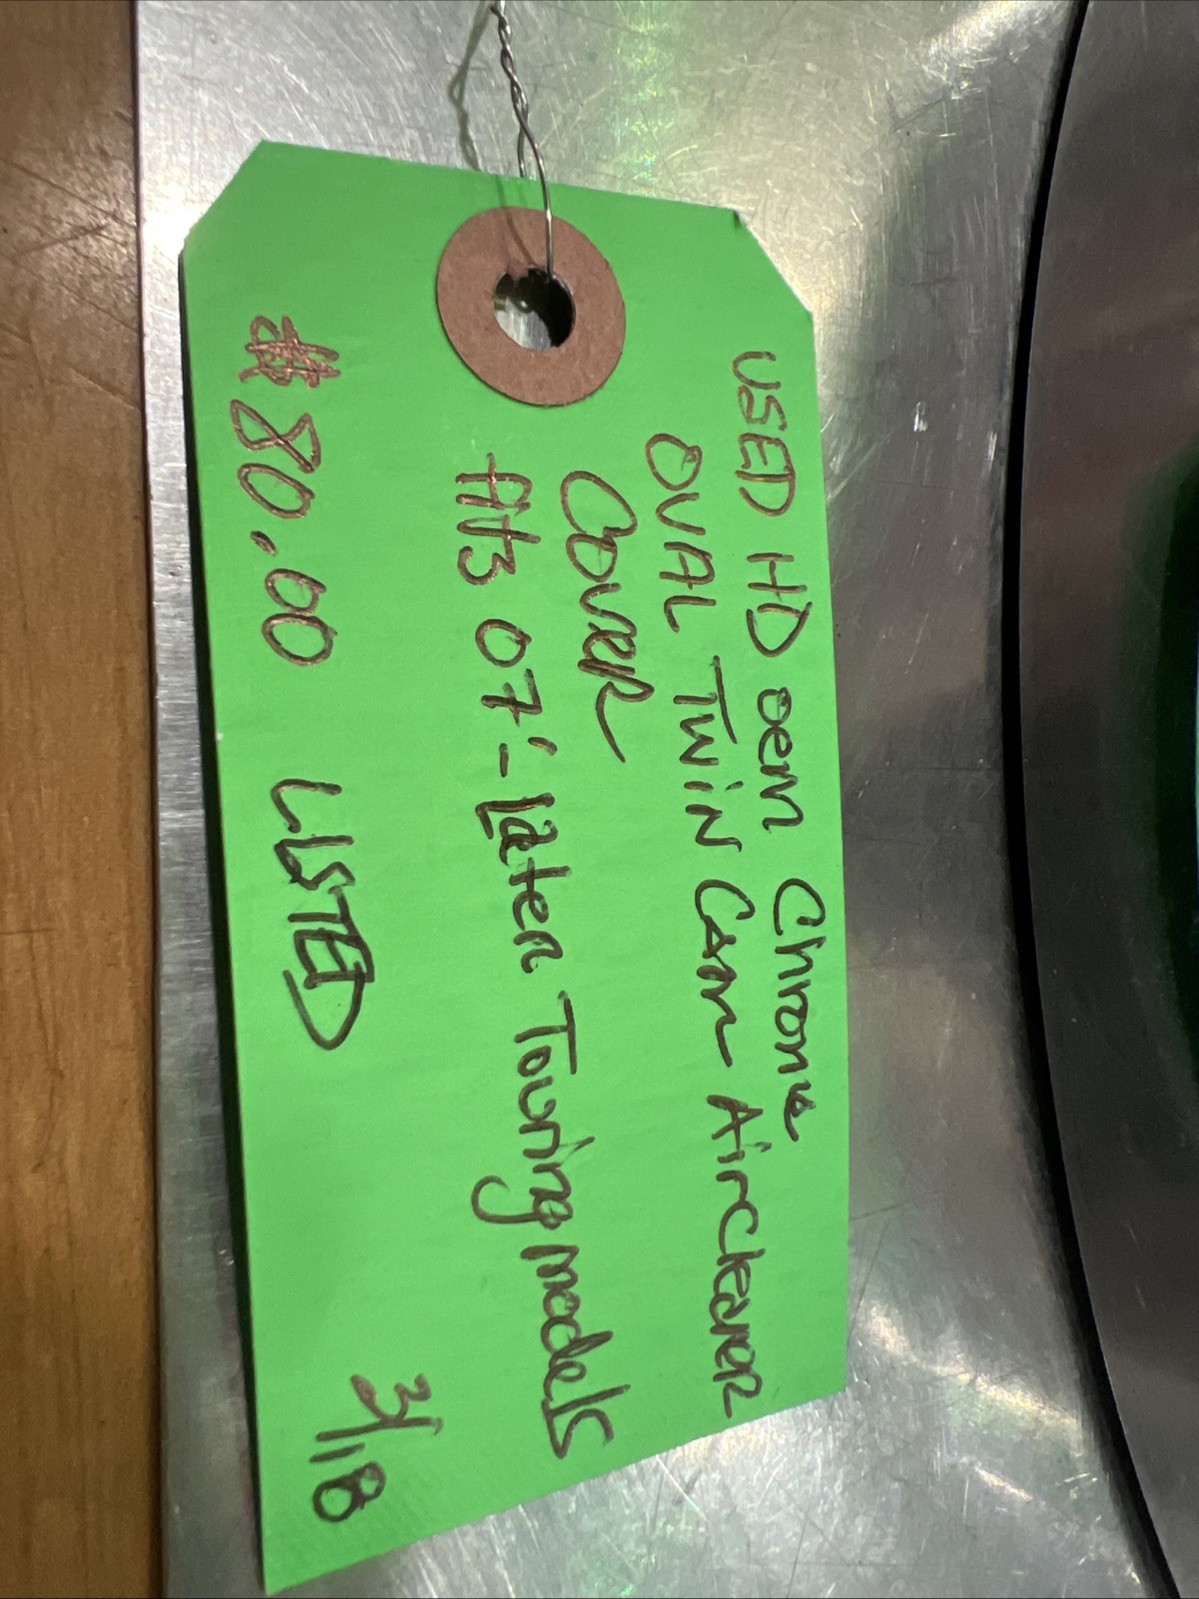 USED HD oem Chrome
OVAL TWIN CAM AirCleaner
COVER
fits 07'-Later Touring models
$80.00 LISTED
3/18